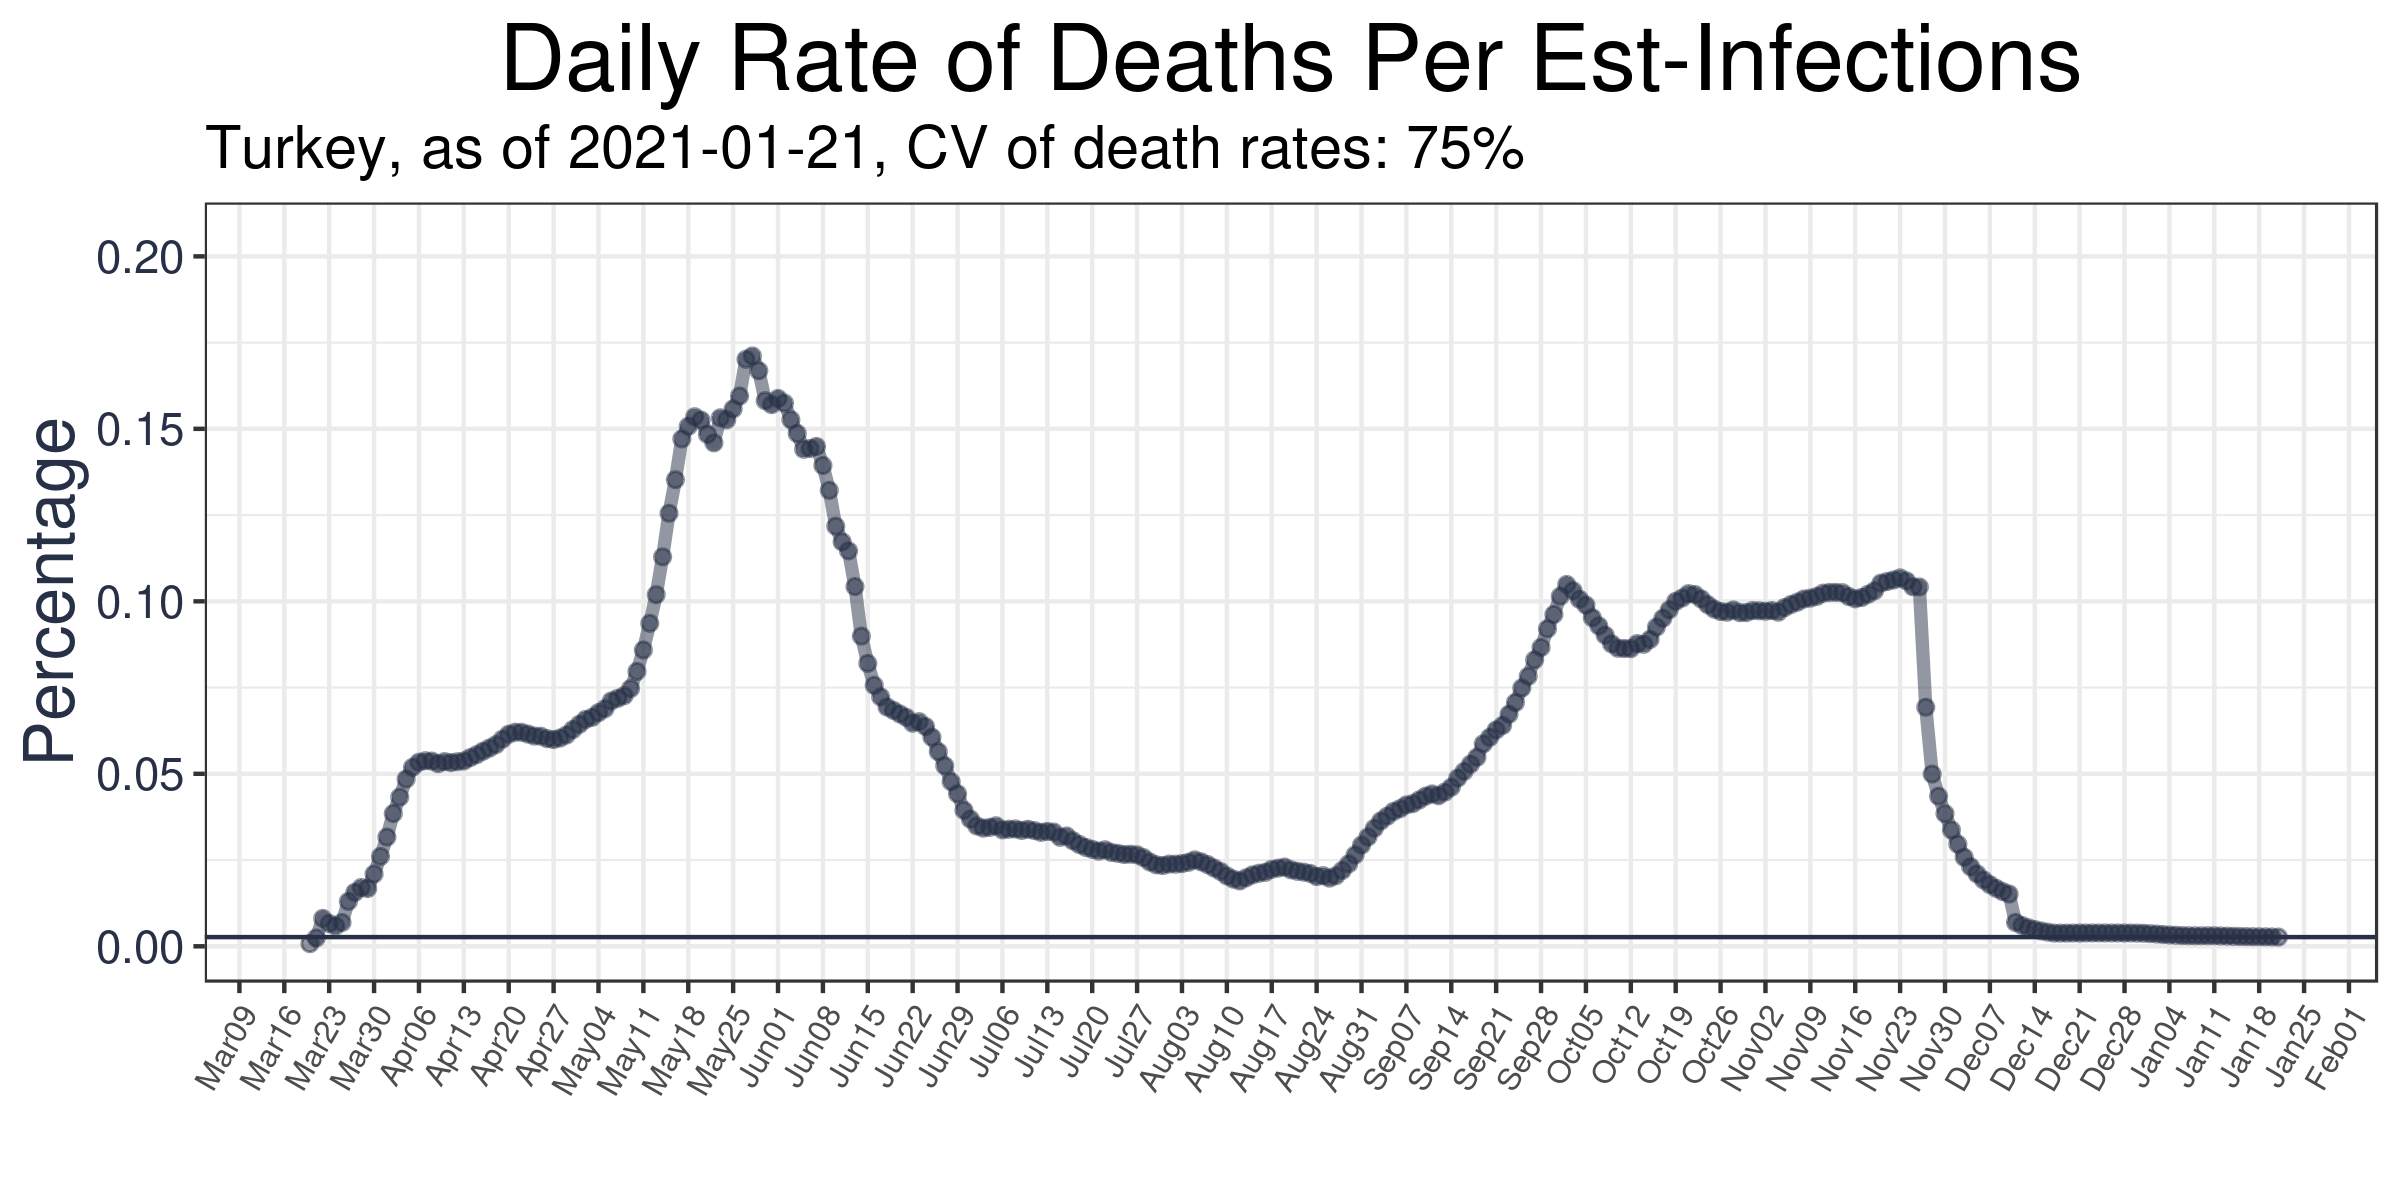 Daily Rate of Deaths Per Est-Infections
Turkey, as of 2021-01-21, CV of death rates: 75%
Percentage
0.20
0.15
0.10
0.05
0.00
Mar09
Mar16
Mar23
Mar30
Apr06
Apr13
Apr20
Apr27
May04
May11
May18
May25
Jun01
Jun08
Jun15
Jun22
Jun29
Jul06
Jul13
Jul20
Jul27
Aug03
Aug10
Aug17
Aug24
Aug31
Sep07
Sep14
Sep21
Sep28
Oct05
Oct12
Oct19
Oct26
Nov02
Nov09
Nov16
Nov23
Nov30
Dec07
Dec14
Dec21
Dec28
Jan04
Jan11
Jan18
Jan25
Feb01